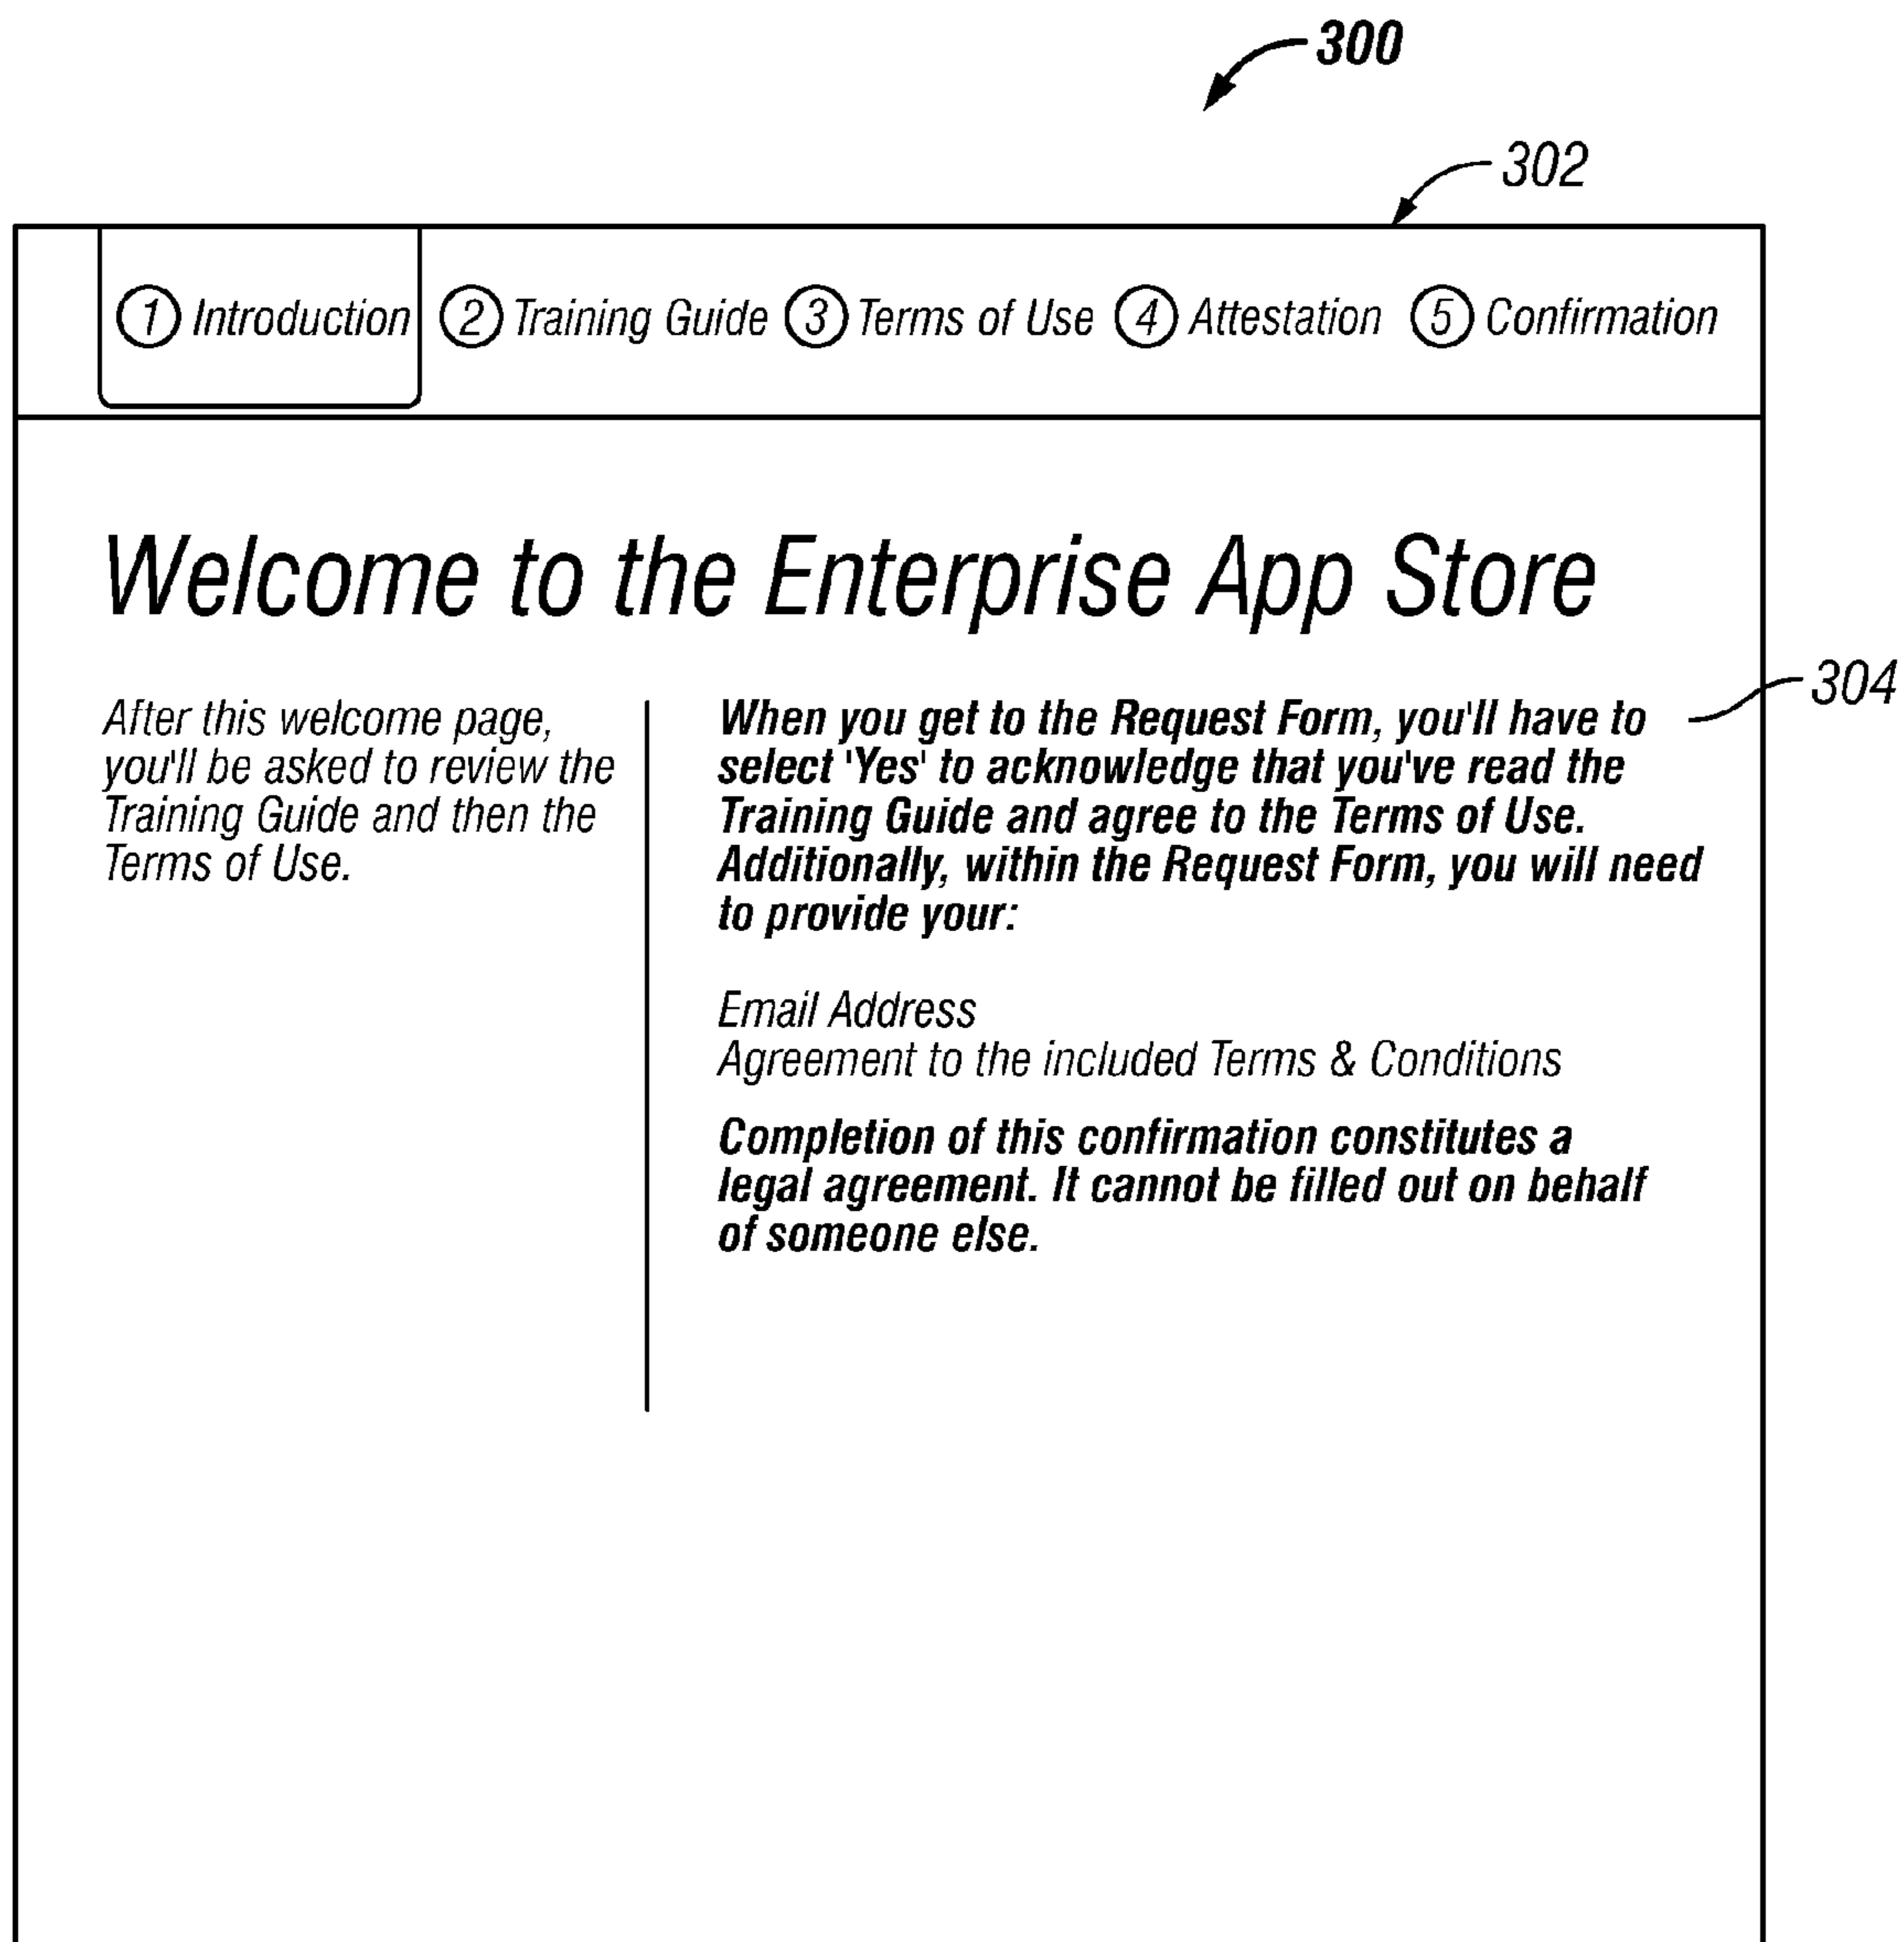 300
302
1 Introduction 2 Training Guide 3 Terms of Use 4 Attestation 5 Confirmation
Welcome to the Enterprise App Store
After this welcome page,
you'll be asked to review the
Training Guide and then the
Terms of Use.
304
When you get to the Request Form, you'll have to
select 'Yes' to acknowledge that you've read the
Training Guide and agree to the Terms of Use.
Additionally, within the Request Form, you will need
to provide your:
Email Address
Agreement to the included Terms & Conditions
Completion of this confirmation constitutes a
legal agreement. It cannot be filled out on behalf
of someone else.